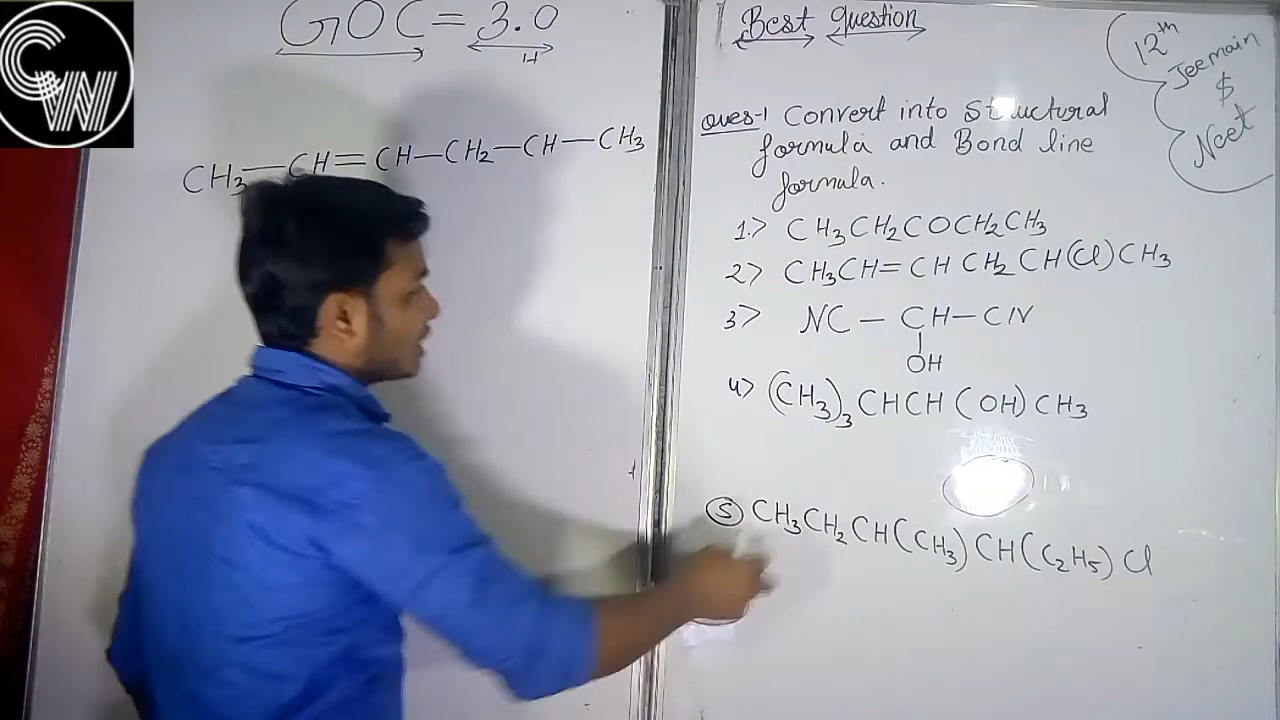 GOC = 3.0
CH3—CH=CH—CH2—CH—CH3
Best Question
12th
Jeemain
$
Neet
Ques-1 Convert into Structural
formula and Bond line
formula.
1.> CH3CH2COCH2CH3
2> CH3CH=CHCH2CH(Cl)CH3
3> NC—CH—CN
OH
4> (CH3)3CHCH(OH)CH3
5 CH3CH2CH(CH3)CH(C2H5)Cl